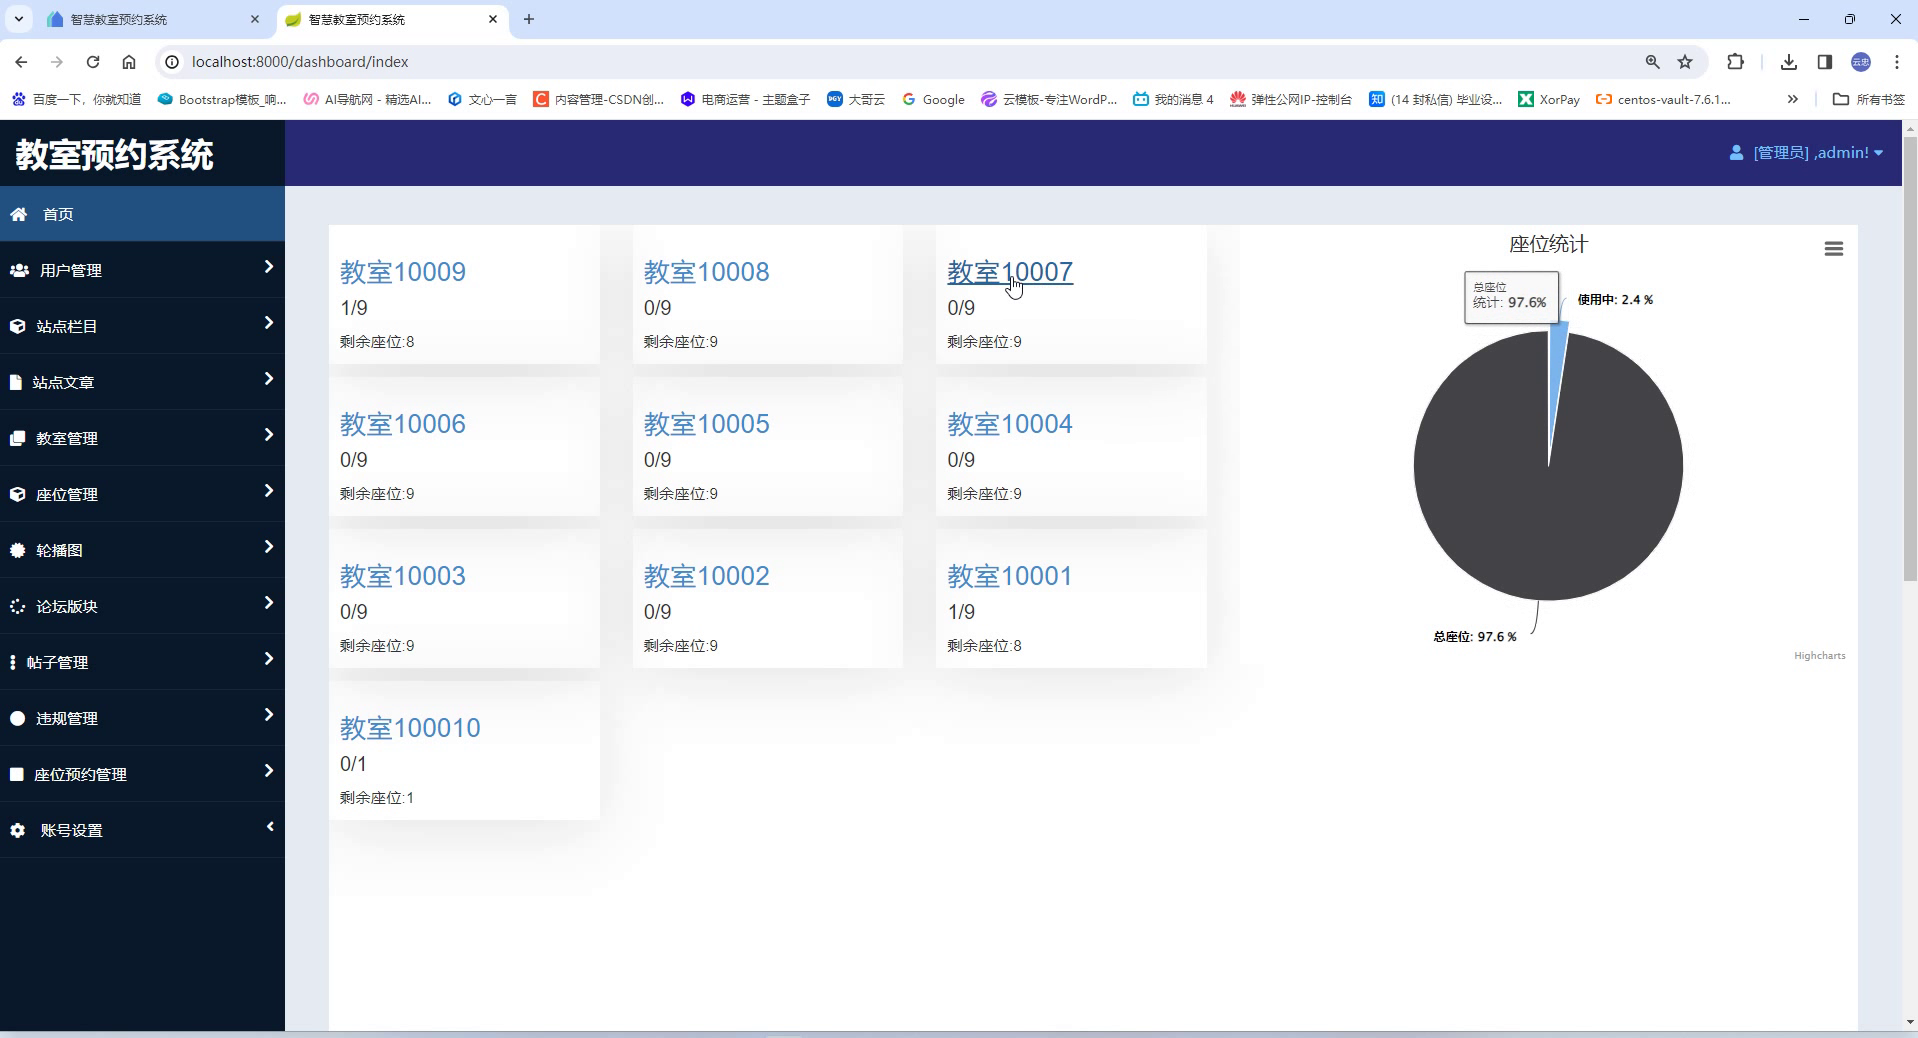 智慧教室预约系统
智慧教室预约系统
localhost:8000/dashboard/index
云忠
百度一下，你就知道
Bootstrap模板_响...
AI导航网 - 精选AI...
文心一言
内容管理-CSDN创...
电商运营 - 主题盒子
大哥云
Google
云模板-专注WordP...
我的消息 4
弹性公网IP-控制台
(14 封私信) 毕业设...
XorPay
centos-vault-7.6.1...
所有书签
教室预约系统
[管理员] ,admin!
首页
用户管理
站点栏目
站点文章
教室管理
座位管理
轮播图
论坛版块
帖子管理
违规管理
座位预约管理
账号设置
教室10009
1/9
剩余座位:8
教室10008
0/9
剩余座位:9
教室10007
0/9
剩余座位:9
教室10006
0/9
剩余座位:9
教室10005
0/9
剩余座位:9
教室10004
0/9
剩余座位:9
教室10003
0/9
剩余座位:9
教室10002
0/9
剩余座位:9
教室10001
1/9
剩余座位:8
教室100010
0/1
剩余座位:1
座位统计
总座位
统计: 97.6%
使用中: 2.4 %
总座位: 97.6 %
Highcharts